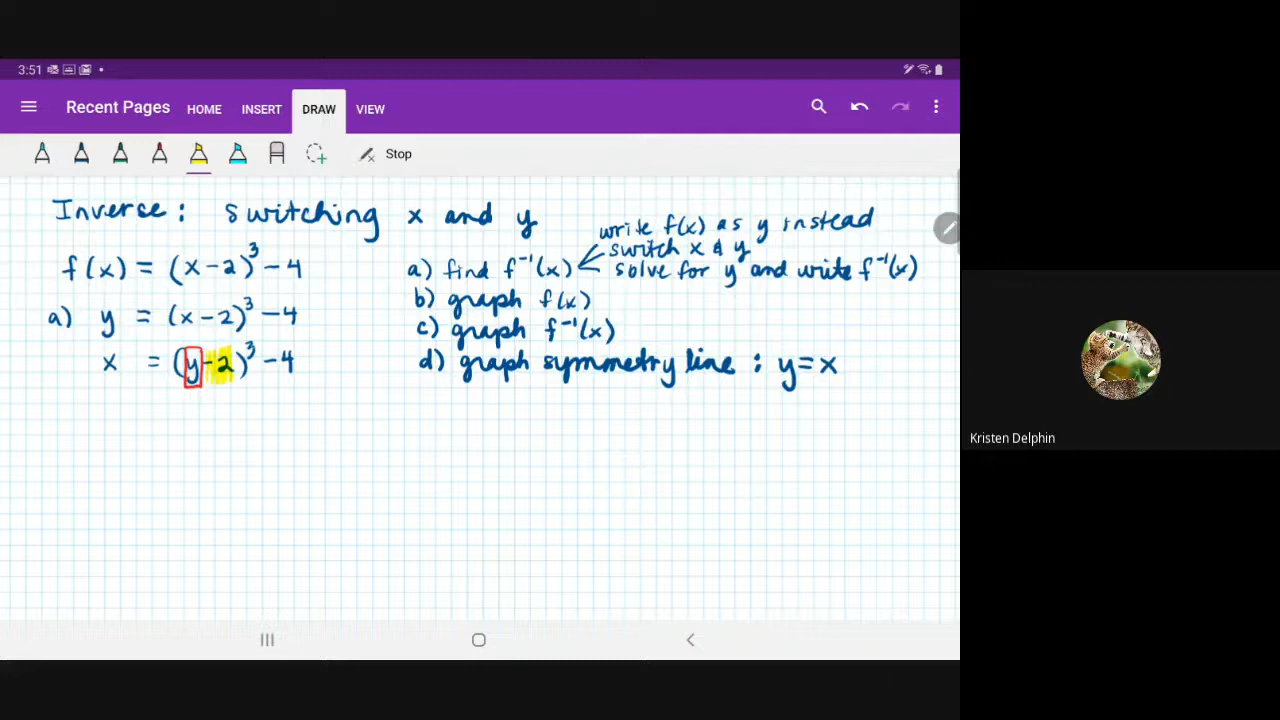 3:51
Recent Pages HOME INSERT DRAW VIEW
Stop
Inverse: switching x and y
write f(x) as y instead
switch x & y
f(x) = (x-2)³ - 4
a) find f⁻¹(x)
solve for y and write f⁻¹(x)
b) graph f(x)
a) y = (x-2)³ - 4
c) graph f⁻¹(x)
x = (y-2)³ - 4
d) graph symmetry line : y=x
Kristen Delphin